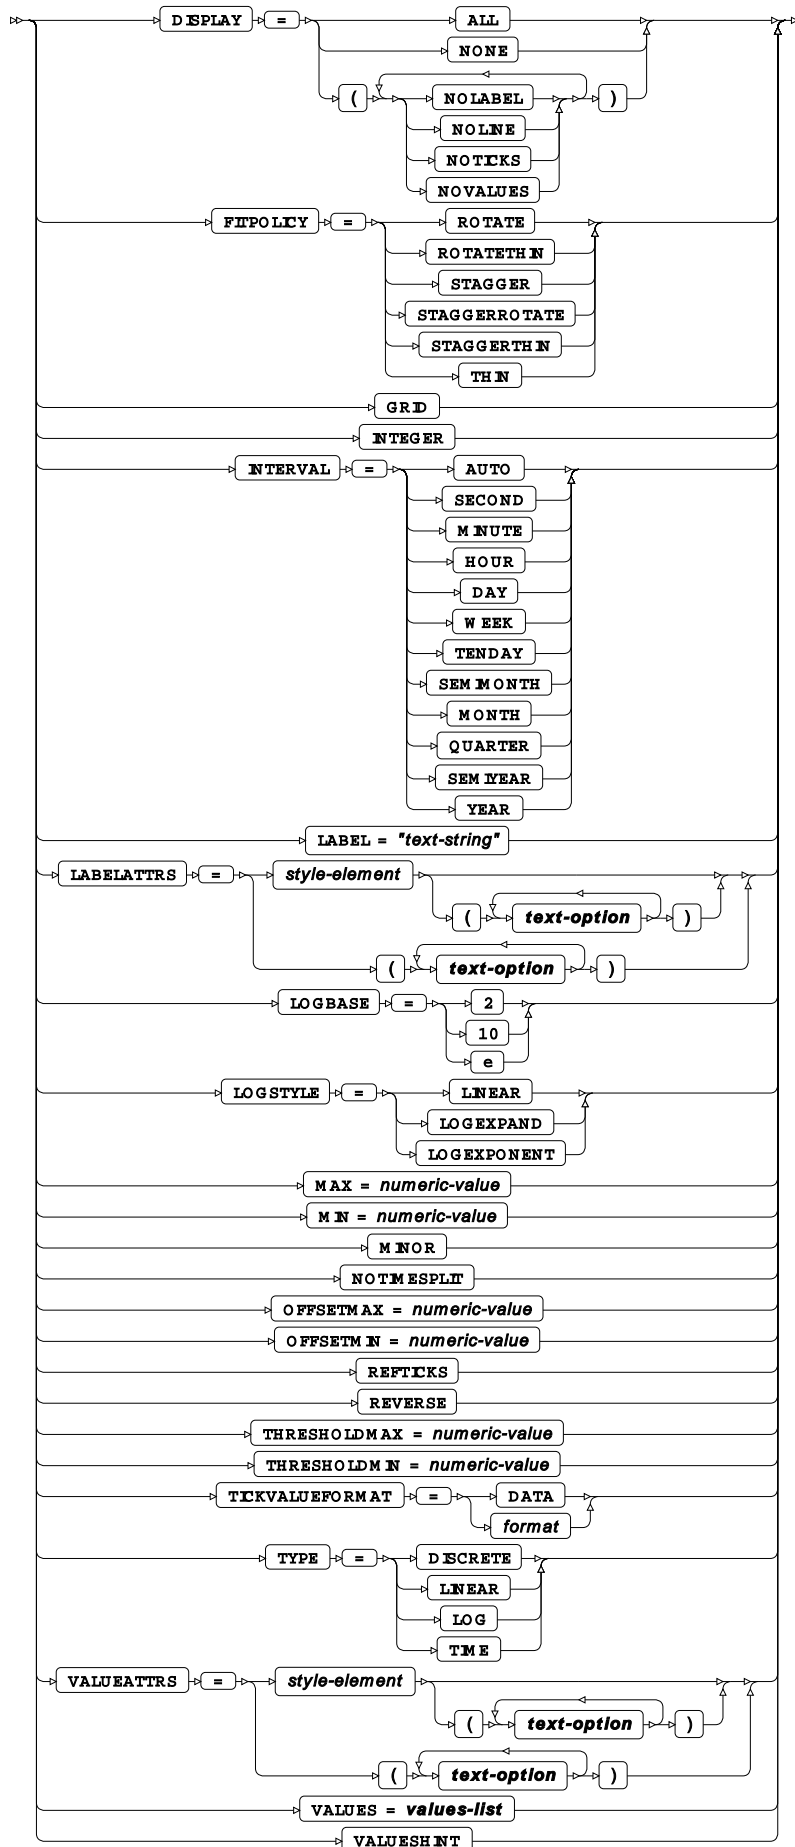 DISPLAY = ALL
NONE
( NOLABEL )
NOLINE
NOTICKS
NOVALUES
FITPOLICY = ROTATE
ROTATETHIN
STAGGER
STAGGERROTATE
STAGGERTHIN
THIN
GRID
INTEGER
INTERVAL = AUTO
SECOND
MINUTE
HOUR
DAY
WEEK
TENDAY
SEMIMONTH
MONTH
QUARTER
SEMIYEAR
YEAR
LABEL = "text-string"
LABELATTRS = style-element
( text-option )
( text-option )
LOGBASE = 2
10
e
LOGSTYLE = LINEAR
LOGEXPAND
LOGEXPONENT
MAX = numeric-value
MIN = numeric-value
MINOR
NOTIMESPLIT
OFFSETMAX = numeric-value
OFFSETMIN = numeric-value
REFTICKS
REVERSE
THRESHOLDMAX = numeric-value
THRESHOLDMIN = numeric-value
TICKVALUEFORMAT = DATA
format
TYPE = DISCRETE
LINEAR
LOG
TIME
VALUEATTRS = style-element
( text-option )
( text-option )
VALUES = values-list
VALUESHINT